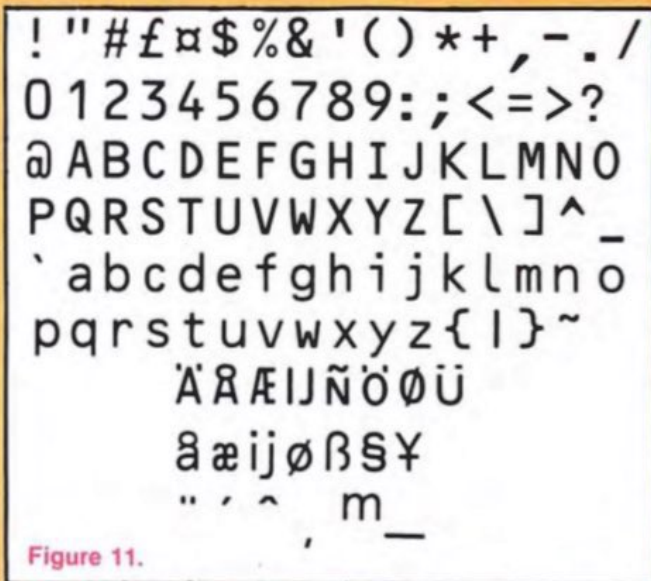 ! " # £ ¤ $ % & ' ( ) * + , - . /
0 1 2 3 4 5 6 7 8 9 : ; < = > ?
@ A B C D E F G H I J K L M N O
P Q R S T U V W X Y Z [ \ ] ^ _
` a b c d e f g h i j k l m n o
p q r s t u v w x y z { | } ~
Ä Å Æ IJ Ñ Ö Ø Ü
å æ ij ø ß § ¥
¨ ´ ^ ¸ m _
Figure 11.